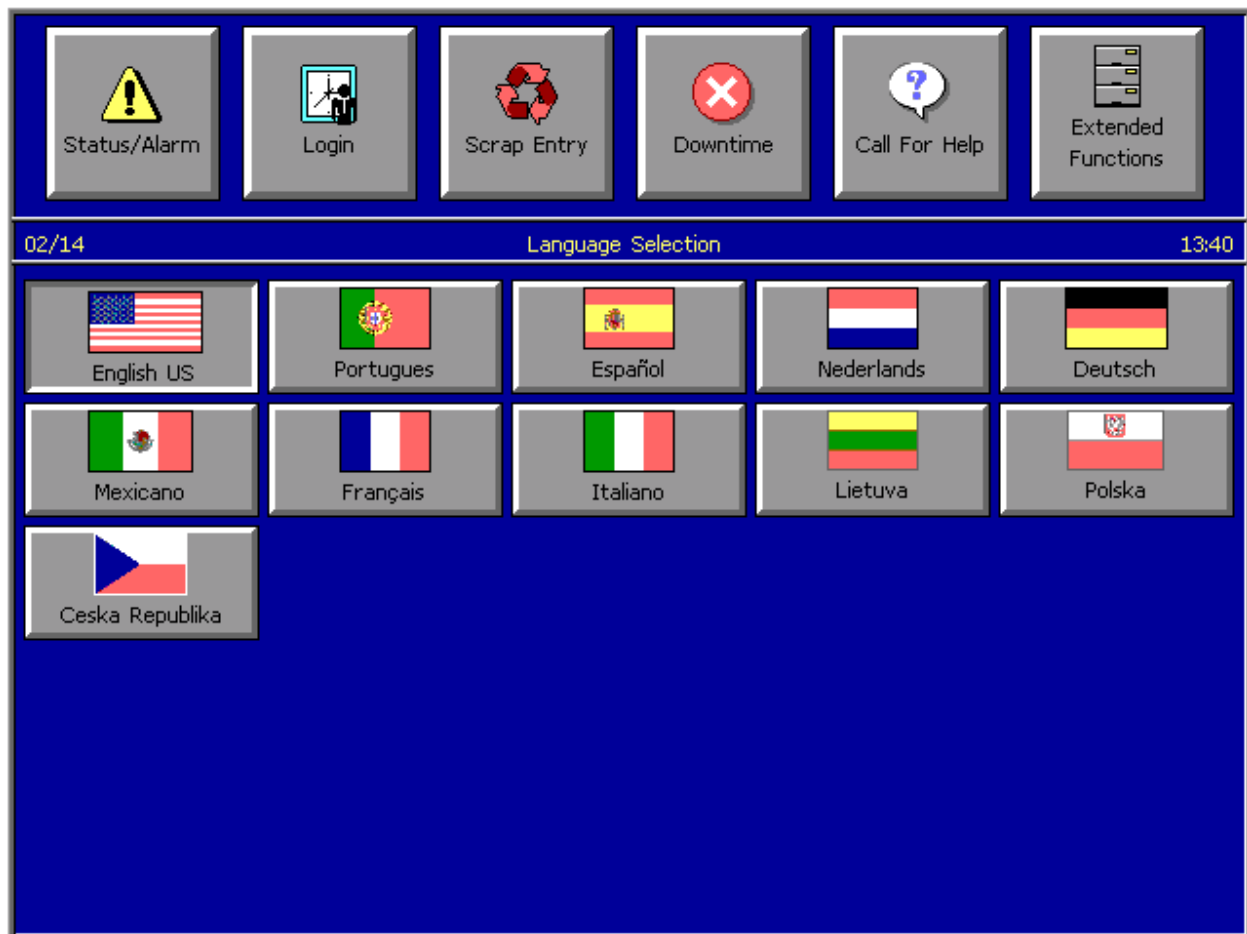 Status/Alarm
Login
Scrap Entry
Downtime
?
Call For Help
Extended
Functions
02/14
Language Selection
13:40
English US
Portugues
Español
Nederlands
Deutsch
Mexicano
Français
Italiano
Lietuva
Polska
Ceska Republika